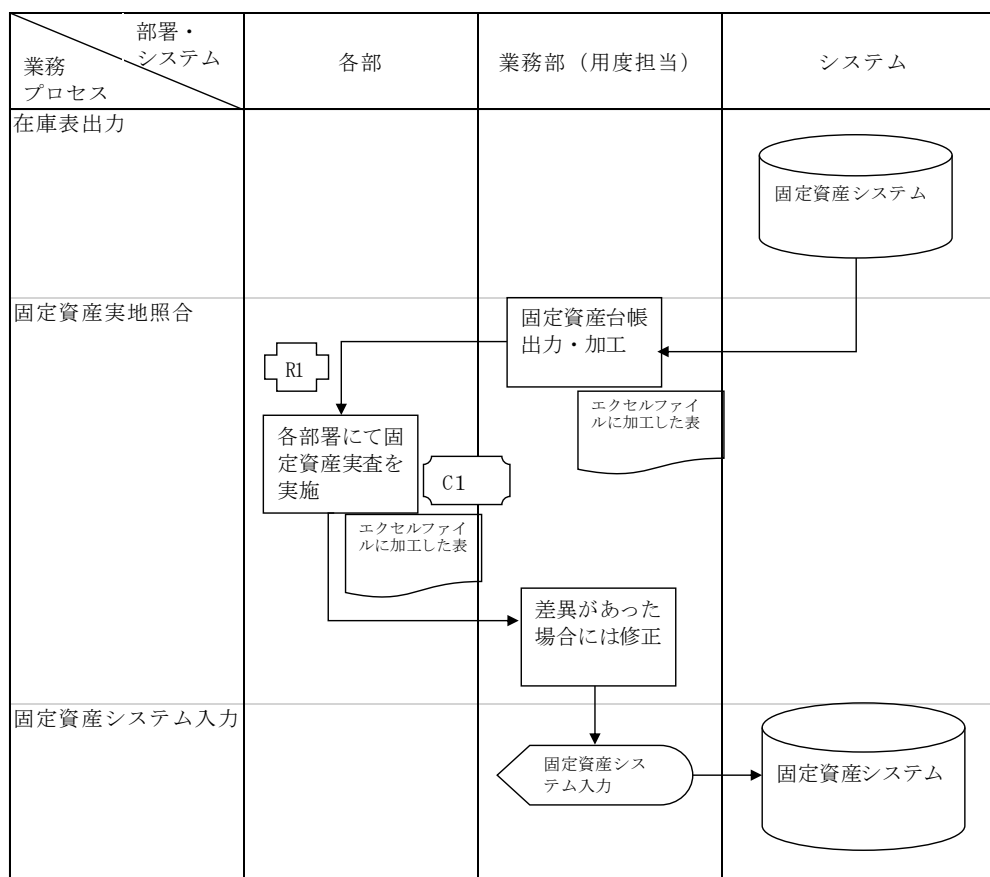 部署・
システム
業務
プロセス
各部
業務部（用度担当）
システム
在庫表出力
固定資産システム
固定資産実地照合
固定資産台帳
出力・加工
R1
エクセルファイ
ルに加工した表
各部署にて固
定資産実査を
実施
C1
エクセルファイ
ルに加工した表
差異があった
場合には修正
固定資産システム入力
固定資産シス
テム入力
固定資産システム